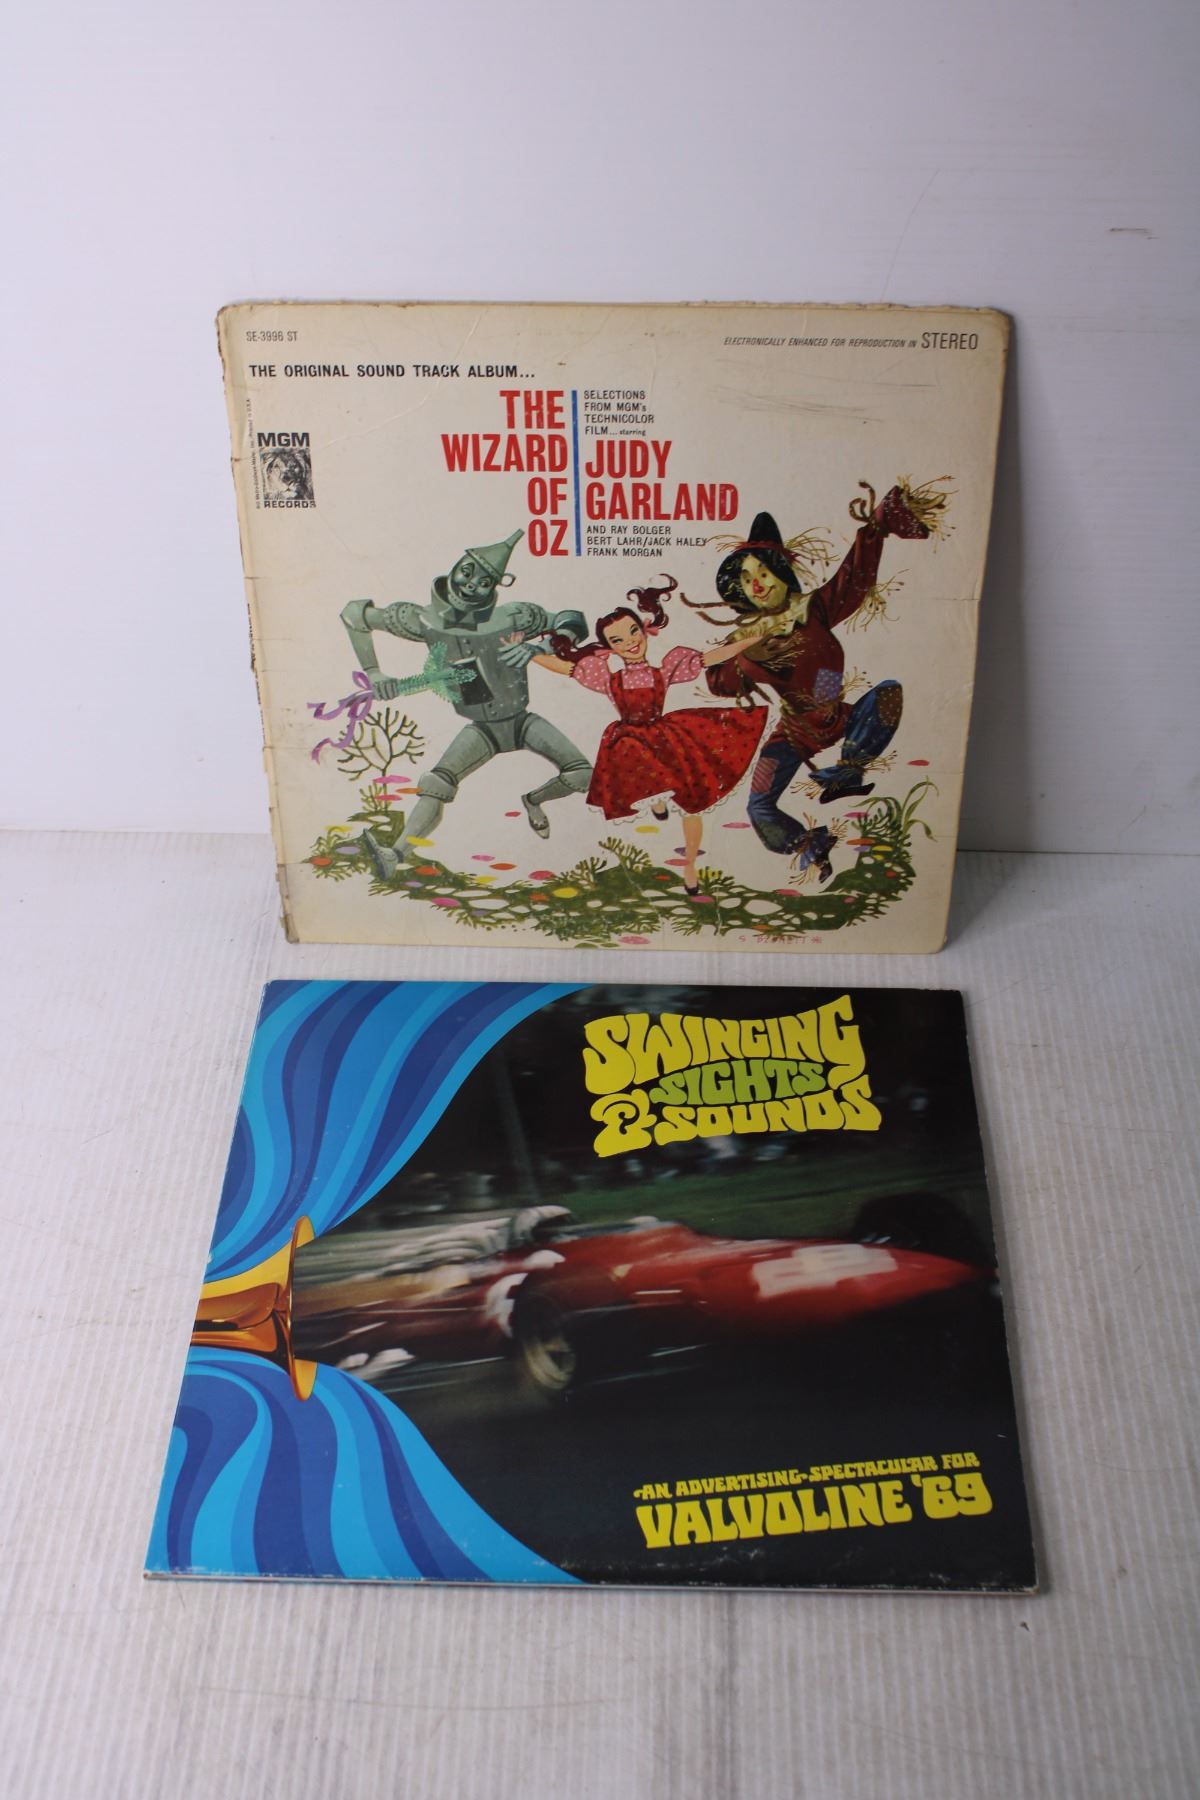 SE-3996 ST
ELECTRONICALLY ENHANCED FOR REPRODUCTION IN STEREO
THE ORIGINAL SOUND TRACK ALBUM...
THE
WIZARD
OF
OZ
SELECTIONS
FROM MGM's
TECHNICOLOR
FILM... starring
JUDY
GARLAND
AND RAY BOLGER
BERT LAHR/JACK HALEY
FRANK MORGAN
MGM
RECORDS
SWINGING
SIGHTS
& SOUNDS
AN ADVERTISING SPECTACULAR FOR
VALVOLINE '69